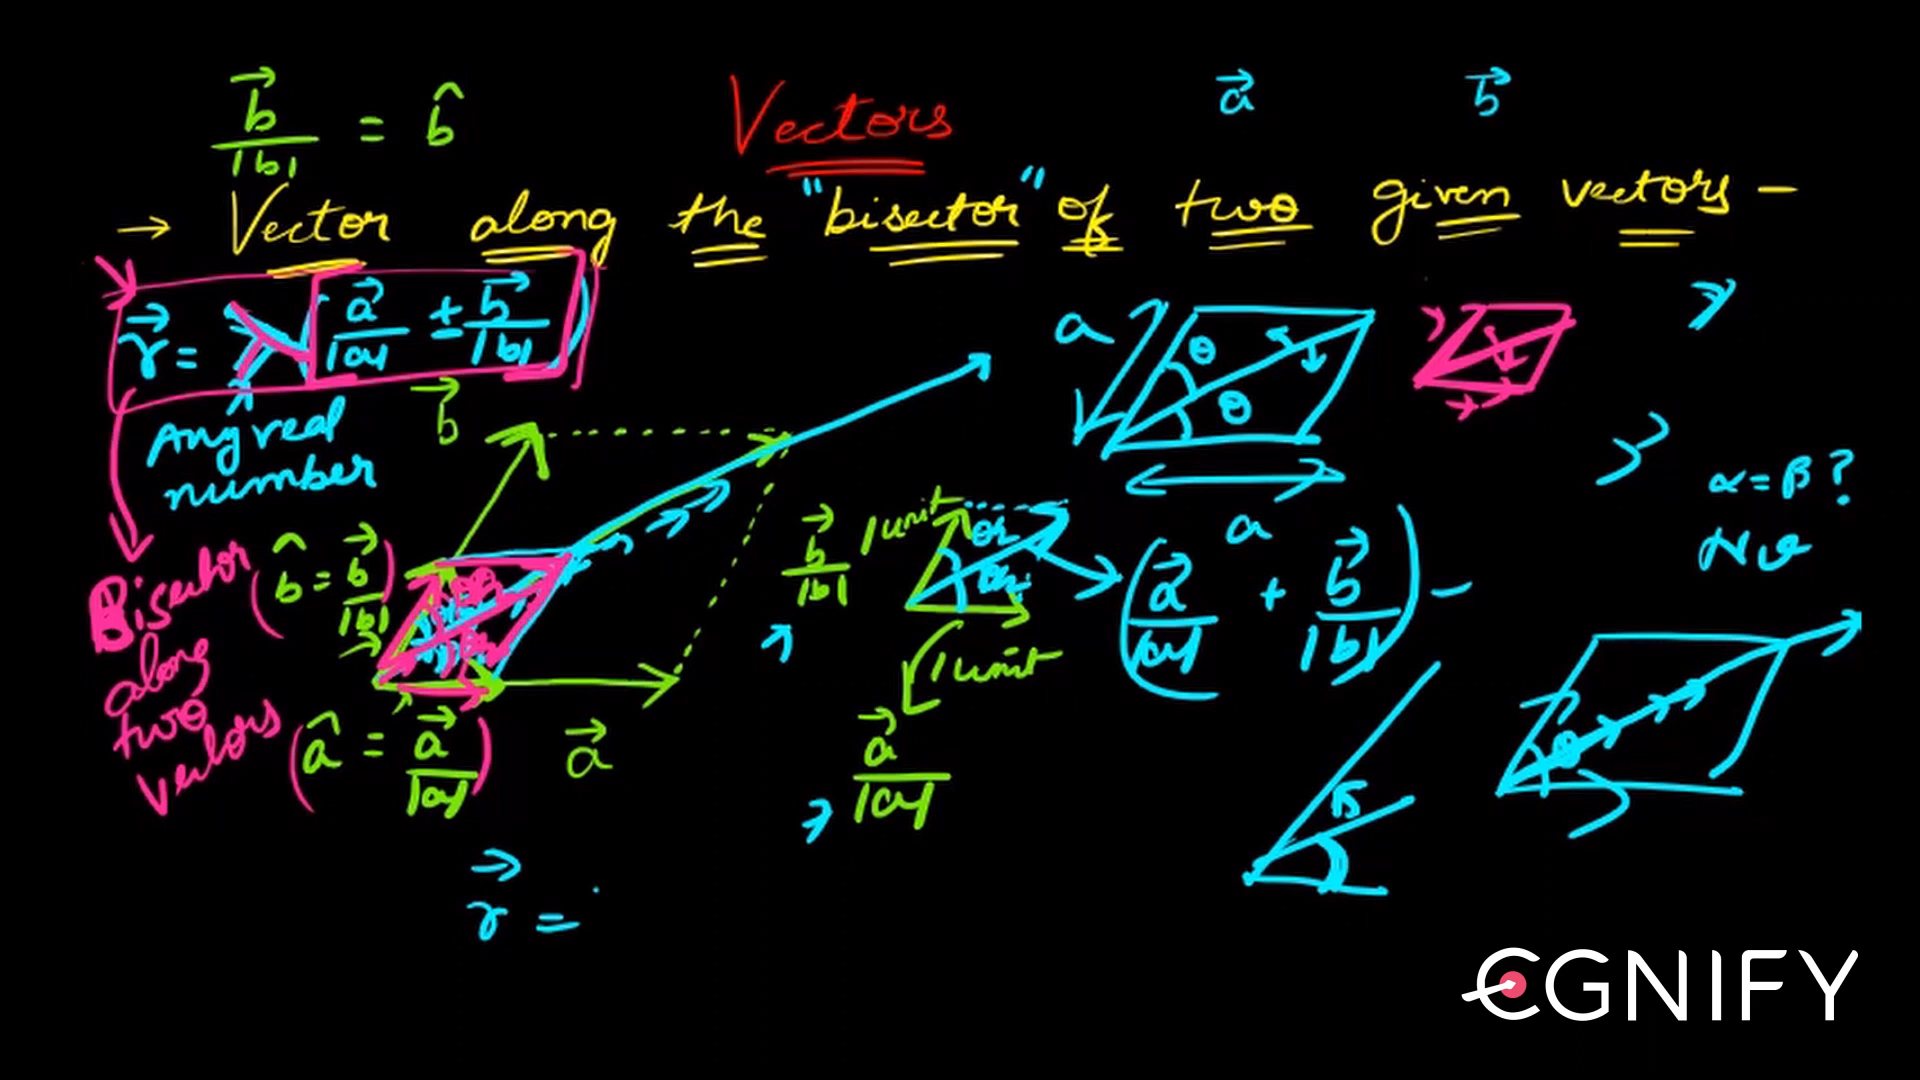 b⃗/|b| = b̂
Vectors
a⃗ b⃗
→ Vector along the "bisector" of two given vectors –
r⃗ = λ(a⃗/|a| ± b⃗/|b|)
Any real
number
b⃗
a
θ
θ
a
α = β ?
No
Bisector
along
two
vectors
(b̂ = b⃗/|b|)
(â = a⃗/|a|)
a⃗
b⃗/|b| 1 unit
1 unit
a⃗/|a|
(a⃗/|a| + b⃗/|b|) –
β
θ
r⃗ =
CGNIFY